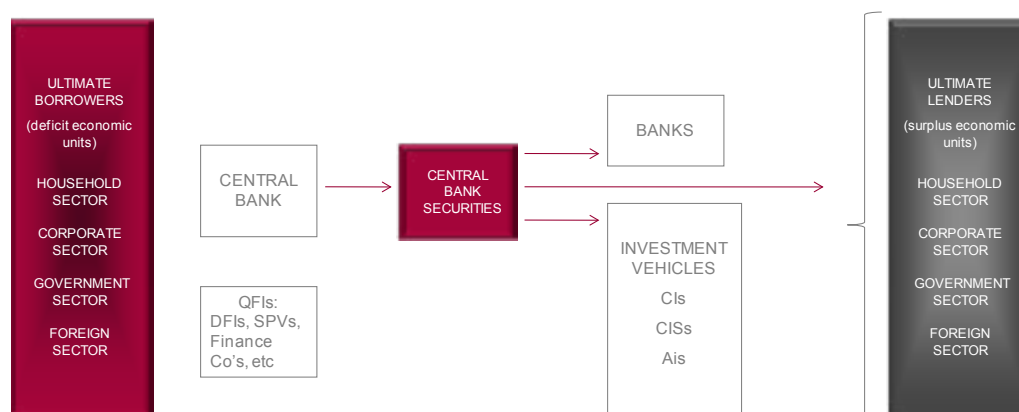 ULTIMATE
BORROWERS
(deficit economic
units)
HOUSEHOLD
SECTOR
CORPORATE
SECTOR
GOVERNMENT
SECTOR
FOREIGN
SECTOR
CENTRAL
BANK
QFIs:
DFIs, SPVs,
Finance
Co's, etc
CENTRAL
BANK
SECURITIES
BANKS
INVESTMENT
VEHICLES
CIs
CISs
Ais
ULTIMATE
LENDERS
(surplus economic
units)
HOUSEHOLD
SECTOR
CORPORATE
SECTOR
GOVERNMENT
SECTOR
FOREIGN
SECTOR